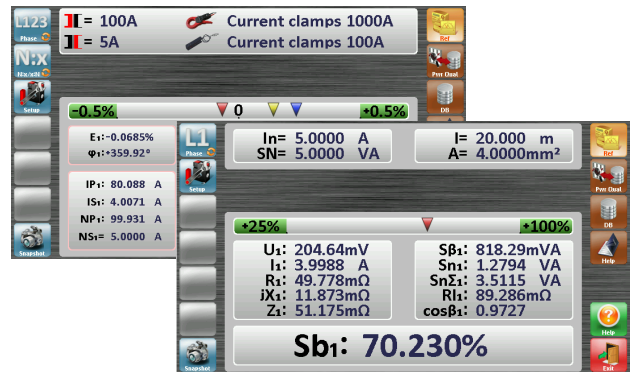 L123
Phase
= 100A
Current clamps 1000A
Ref
= 5A
Current clamps 100A
N:x
N:x/xRE
Pwr Qual
Setup
DB
-0.5%
0
+0.5%
E₁:-0.0685%
φ₁:+359.92°
IP₁: 80.088 A
IS₁: 4.0071 A
NP₁: 99.931 A
NS₁= 5.0000 A
Snapshot
L1
Phase
In= 5.0000 A
SN= 5.0000 VA
l= 20.000 m
A= 4.0000mm²
Ref
Setup
Pwr Qual
DB
Help
+25%
+100%
U₁: 204.64mV
I₁: 3.9988 A
R₁: 49.778mΩ
jX₁: 11.873mΩ
Z₁: 51.175mΩ
Sβ₁: 818.29mVA
Sn₁: 1.2794 VA
SnΣ₁: 3.5115 VA
Rl₁: 89.286mΩ
cosβ₁: 0.9727
Sb₁: 70.230%
Snapshot
Help
Exit